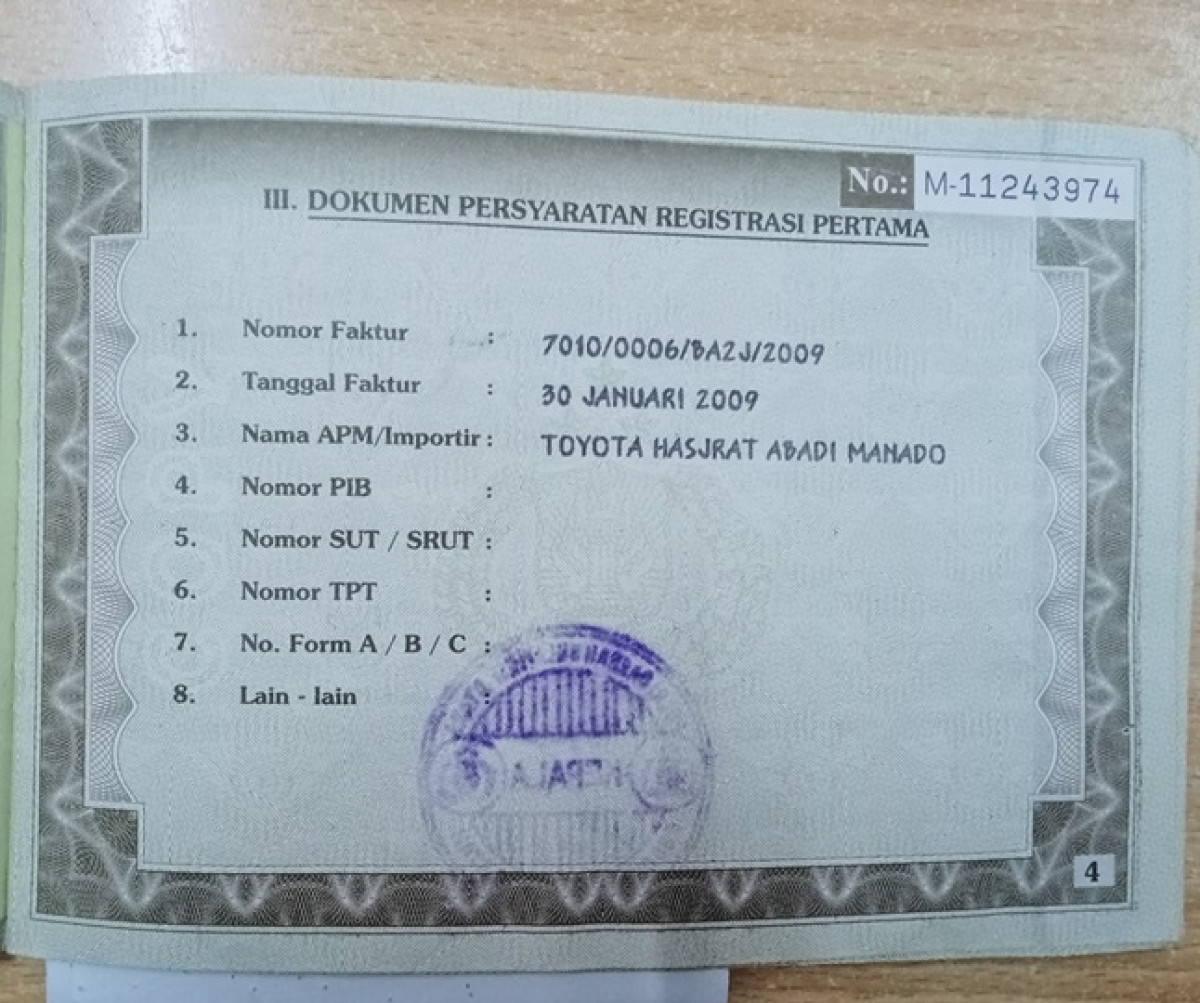 No.: M-11243974
III. DOKUMEN PERSYARATAN REGISTRASI PERTAMA
1. Nomor Faktur : 7010/0006/BA2J/2009
2. Tanggal Faktur : 30 JANUARI 2009
3. Nama APM/Importir : TOYOTA HASJRAT ABADI MANADO
4. Nomor PIB :
5. Nomor SUT / SRUT :
6. Nomor TPT :
7. No. Form A / B / C :
8. Lain - lain :
KEPALA
4